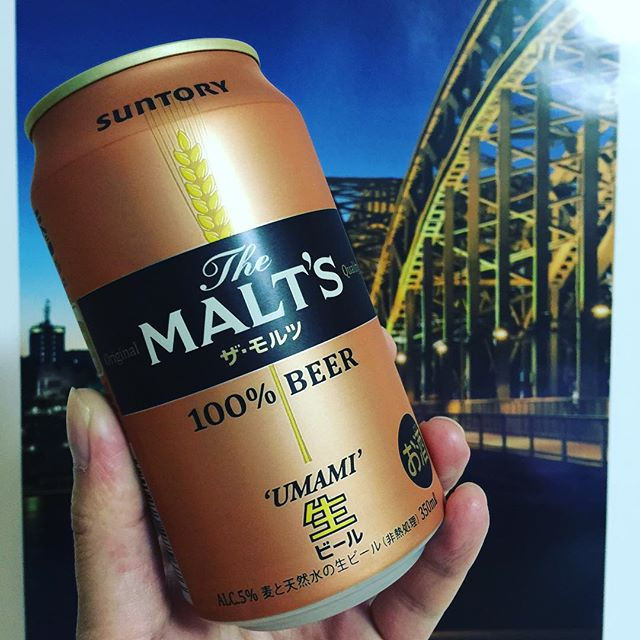 SUNTORY
The
Original MALT'S Quality
ザ・モルツ
100% BEER
'UMAMI'
生
ビール
お酒
ALC.5% 麦と天然水の生ビール(非熱処理) 350ml